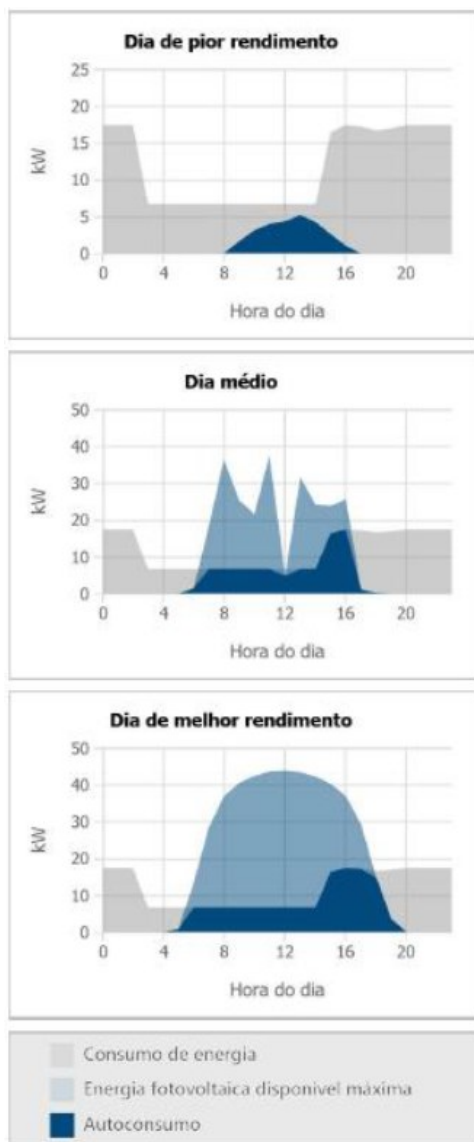 Dia de pior rendimento
25
20
15
10
5
0
kW
0 4 8 12 16 20
Hora do dia
Dia médio
50
40
30
20
10
0
kW
0 4 8 12 16 20
Hora do dia
Dia de melhor rendimento
50
40
30
20
10
0
kW
0 4 8 12 16 20
Hora do dia
Consumo de energia
Energia fotovoltaica disponível máxima
Autoconsumo